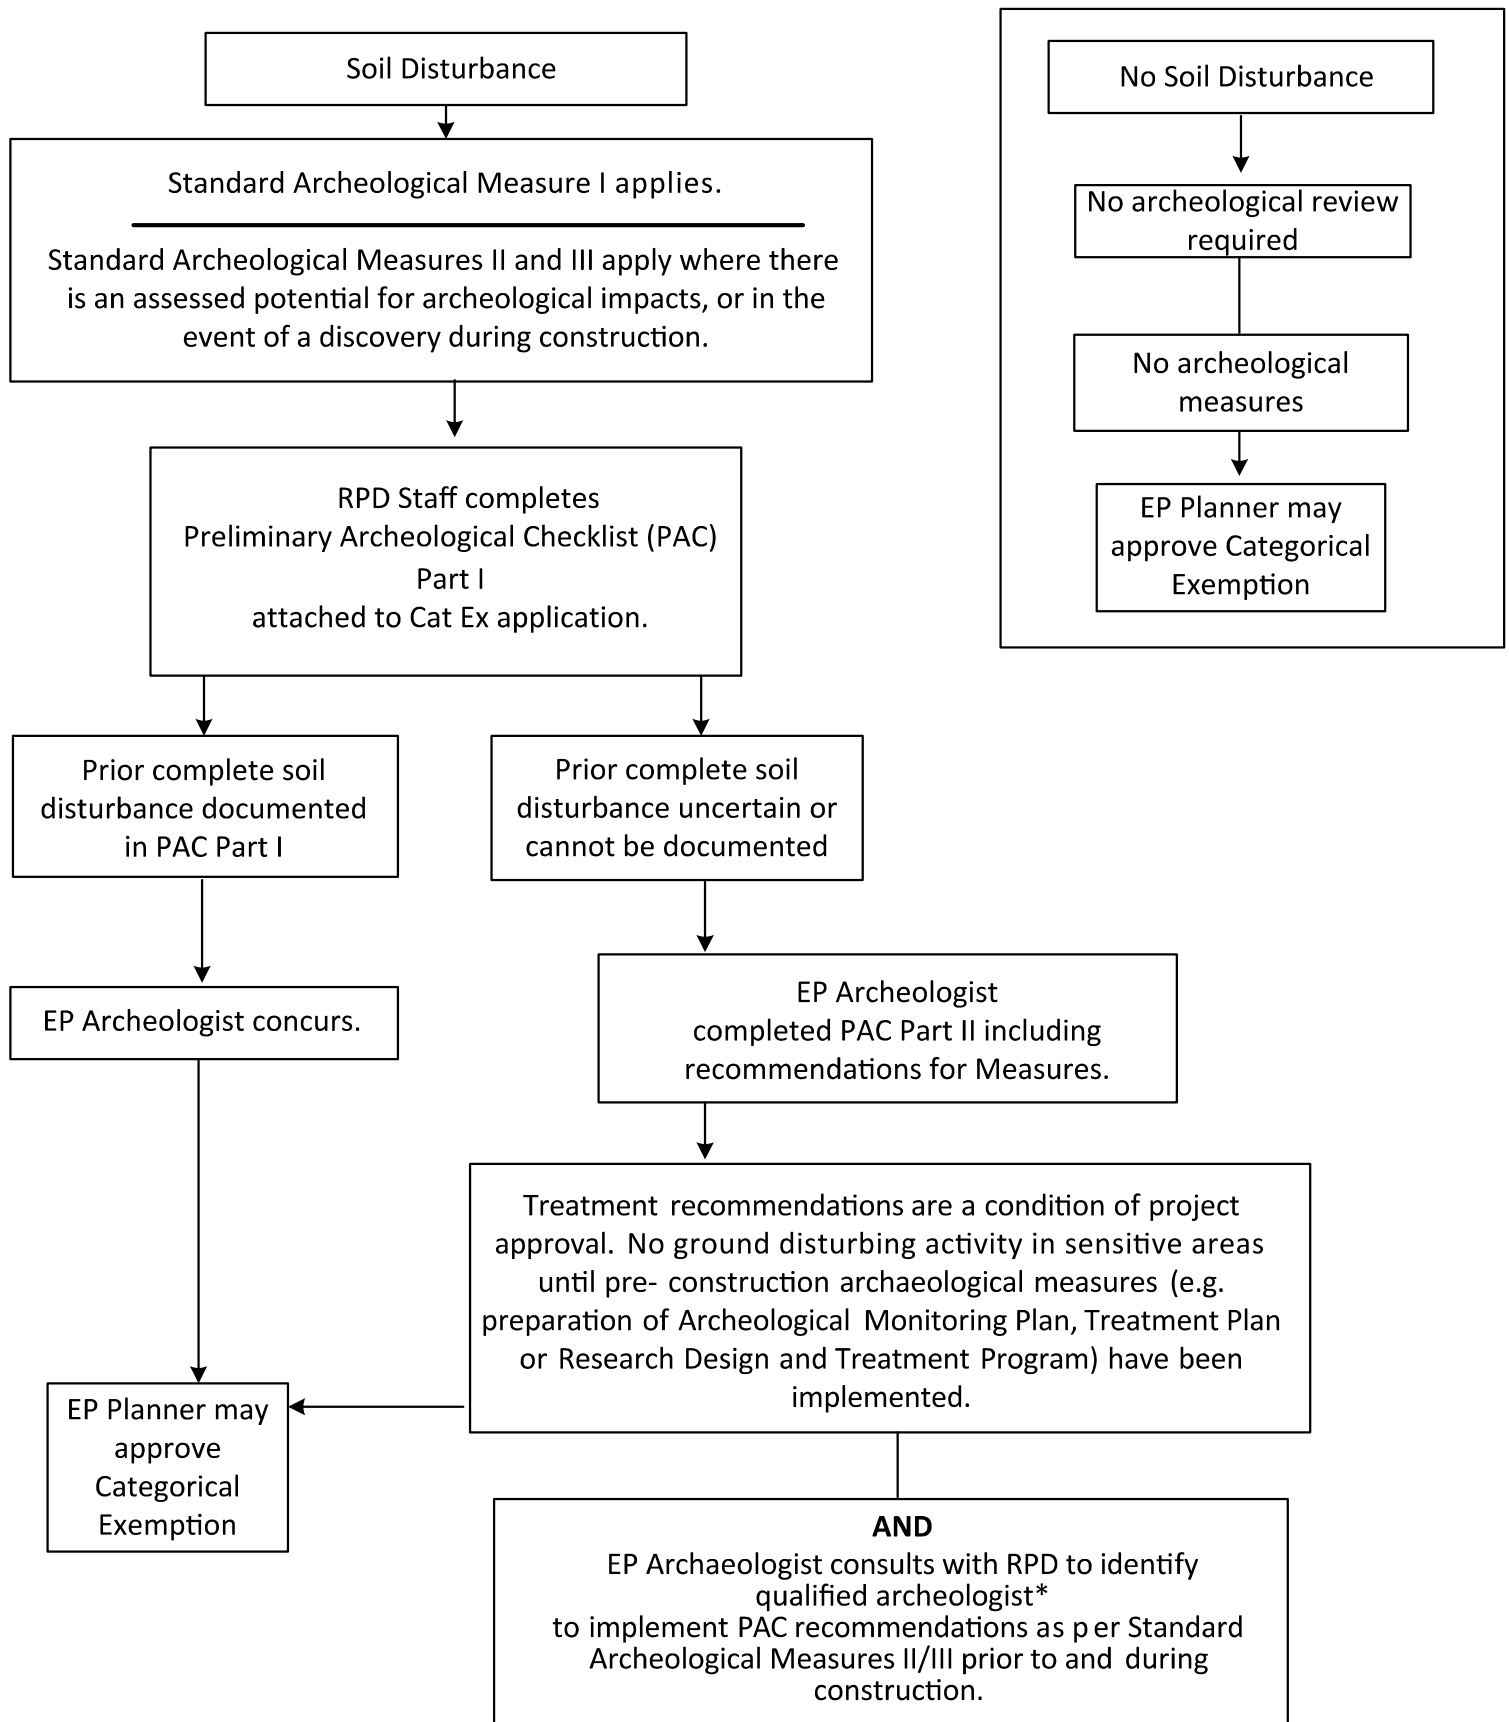 Soil Disturbance
Standard Archeological Measure I applies.
Standard Archeological Measures II and III apply where there
is an assessed potential for archeological impacts, or in the
event of a discovery during construction.
RPD Staff completes
Preliminary Archeological Checklist (PAC)
Part I
attached to Cat Ex application.
Prior complete soil
disturbance documented
in PAC Part I
Prior complete soil
disturbance uncertain or
cannot be documented
EP Archeologist concurs.
EP Archeologist
completed PAC Part II including
recommendations for Measures.
Treatment recommendations are a condition of project
approval. No ground disturbing activity in sensitive areas
until pre- construction archaeological measures (e.g.
preparation of Archeological Monitoring Plan, Treatment Plan
or Research Design and Treatment Program) have been
implemented.
EP Planner may
approve
Categorical
Exemption
AND
EP Archaeologist consults with RPD to identify
qualified archeologist*
to implement PAC recommendations as per Standard
Archeological Measures II/III prior to and during
construction.
No Soil Disturbance
No archeological review
required
No archeological
measures
EP Planner may
approve Categorical
Exemption